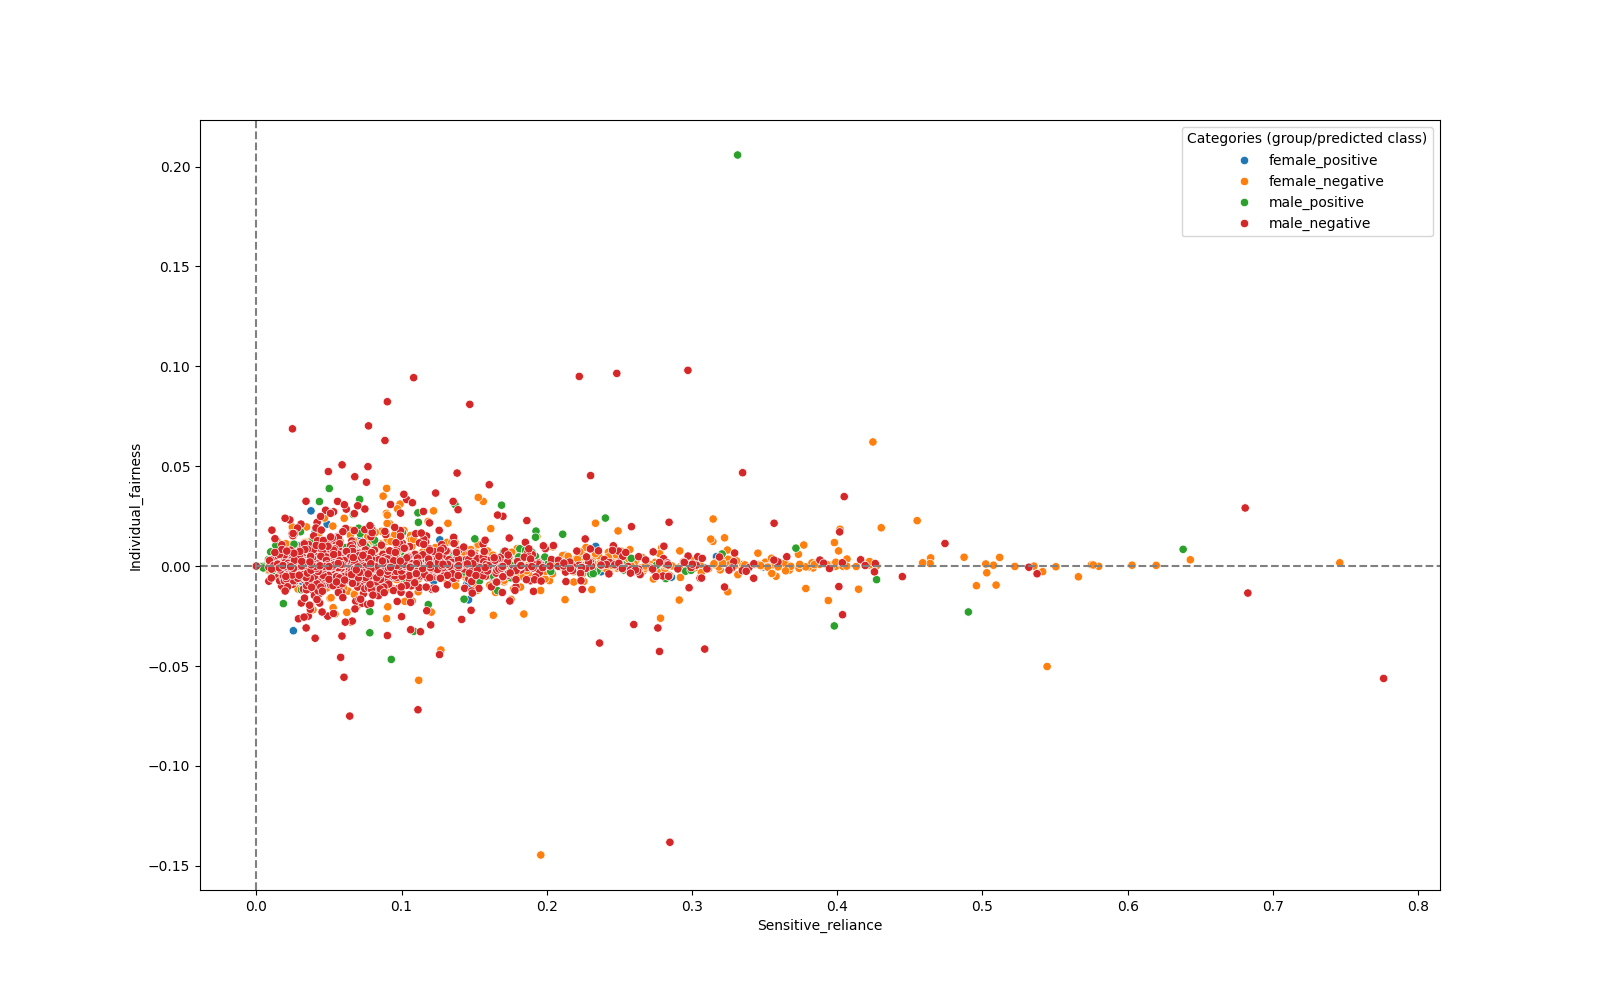 Categories (group/predicted class)
female_positive
female_negative
male_positive
male_negative
0.20
0.15
0.10
0.05
0.00
−0.05
−0.10
−0.15
Individual_fairness
0.0 0.1 0.2 0.3 0.4 0.5 0.6 0.7 0.8
Sensitive_reliance